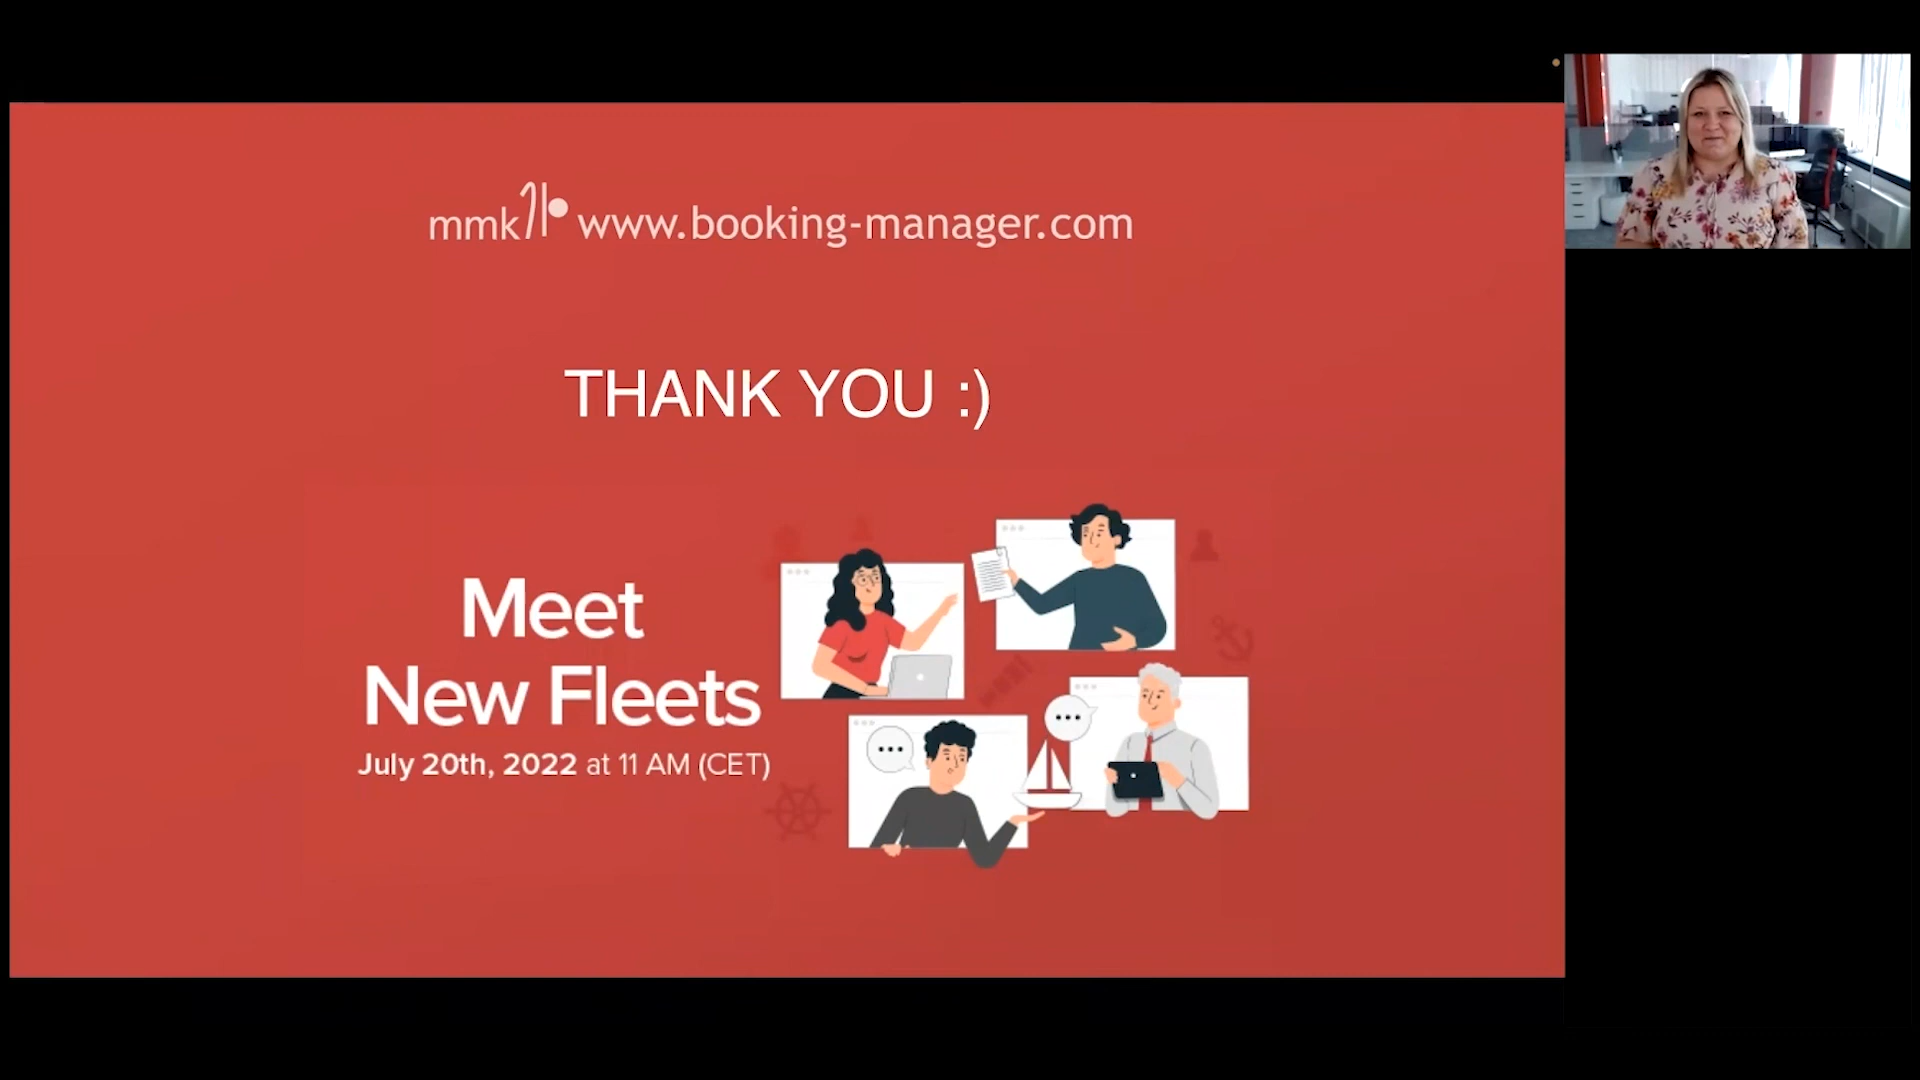 mmk www.booking-manager.com
THANK YOU :)
Meet
New Fleets
July 20th, 2022 at 11 AM (CET)